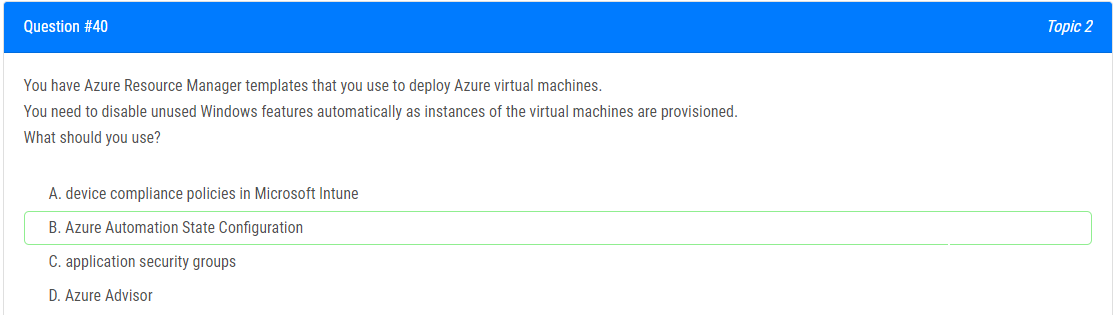 Question #40
Topic 2
You have Azure Resource Manager templates that you use to deploy Azure virtual machines.
You need to disable unused Windows features automatically as instances of the virtual machines are provisioned.
What should you use?
A. device compliance policies in Microsoft Intune
B. Azure Automation State Configuration
C. application security groups
D. Azure Advisor